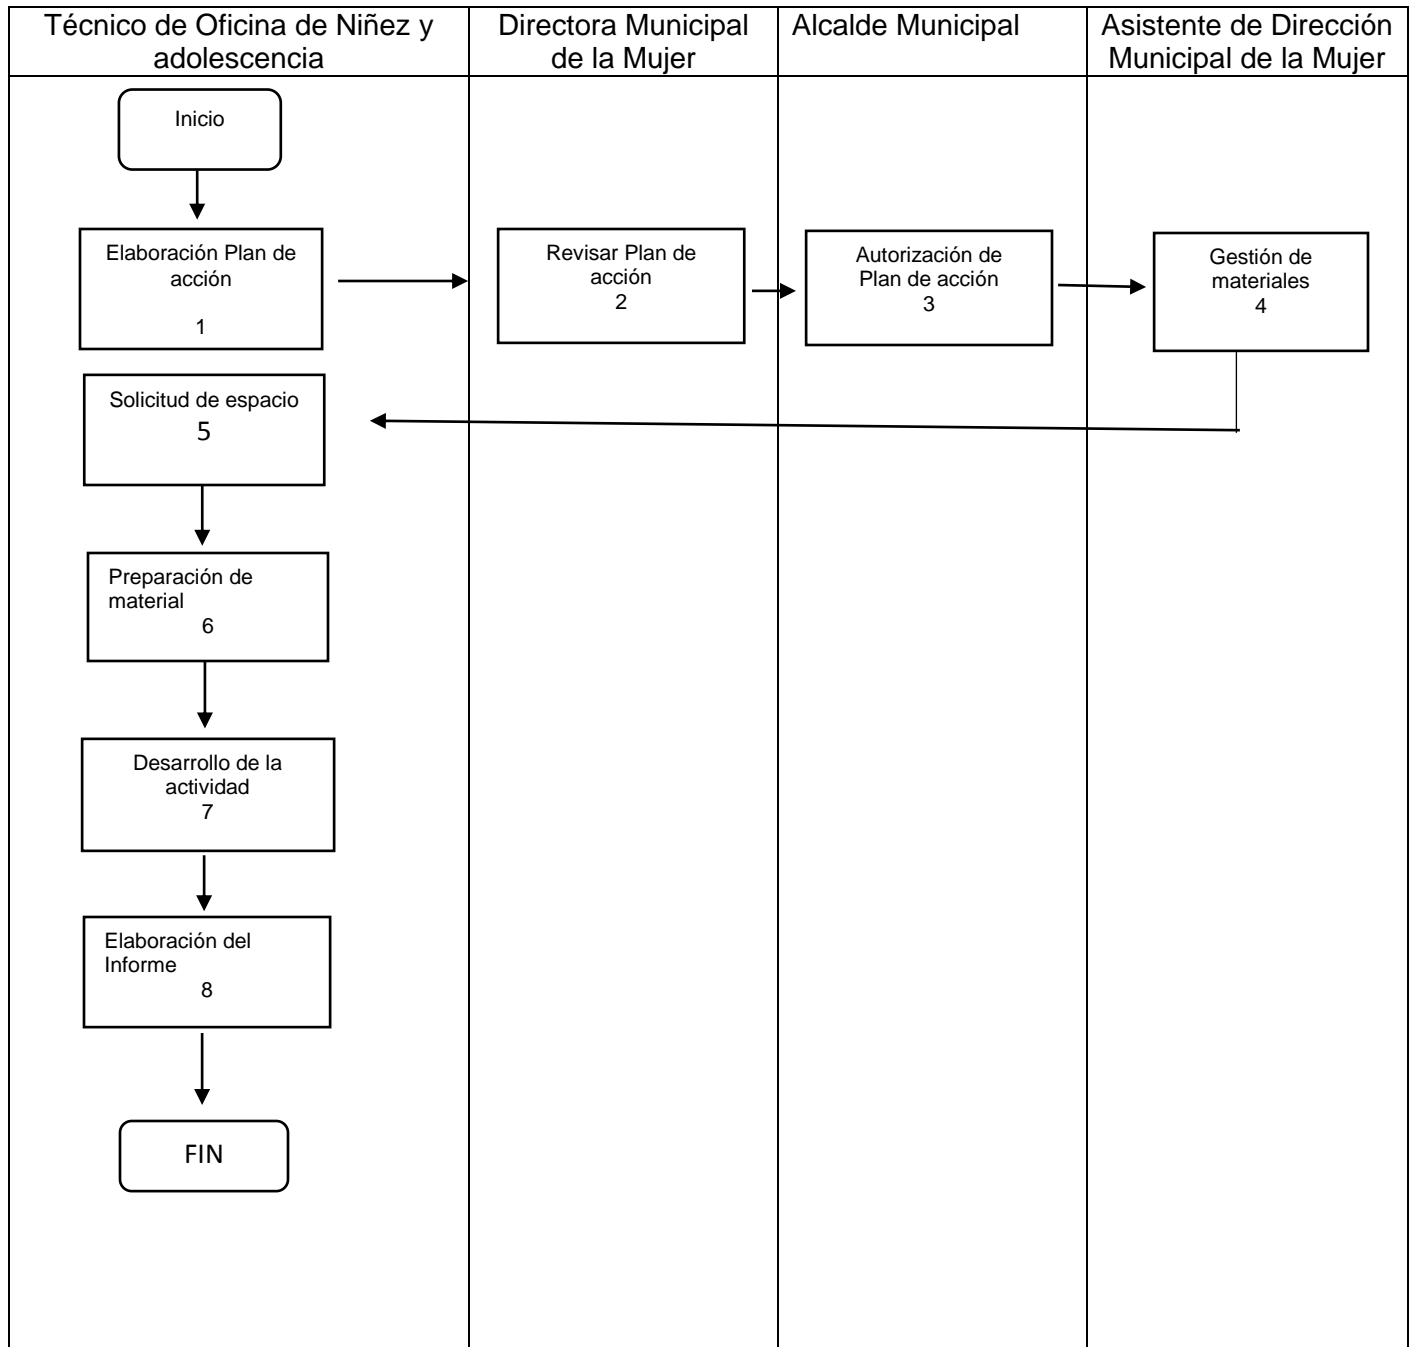 Técnico de Oficina de Niñez y
adolescencia
Directora Municipal
de la Mujer
Alcalde Municipal
Asistente de Dirección
Municipal de la Mujer
Inicio
Elaboración Plan de
acción
1
Revisar Plan de
acción
2
Autorización de
Plan de acción
3
Gestión de
materiales
4
Solicitud de espacio
5
Preparación de
material
6
Desarrollo de la
actividad
7
Elaboración del
Informe
8
FIN